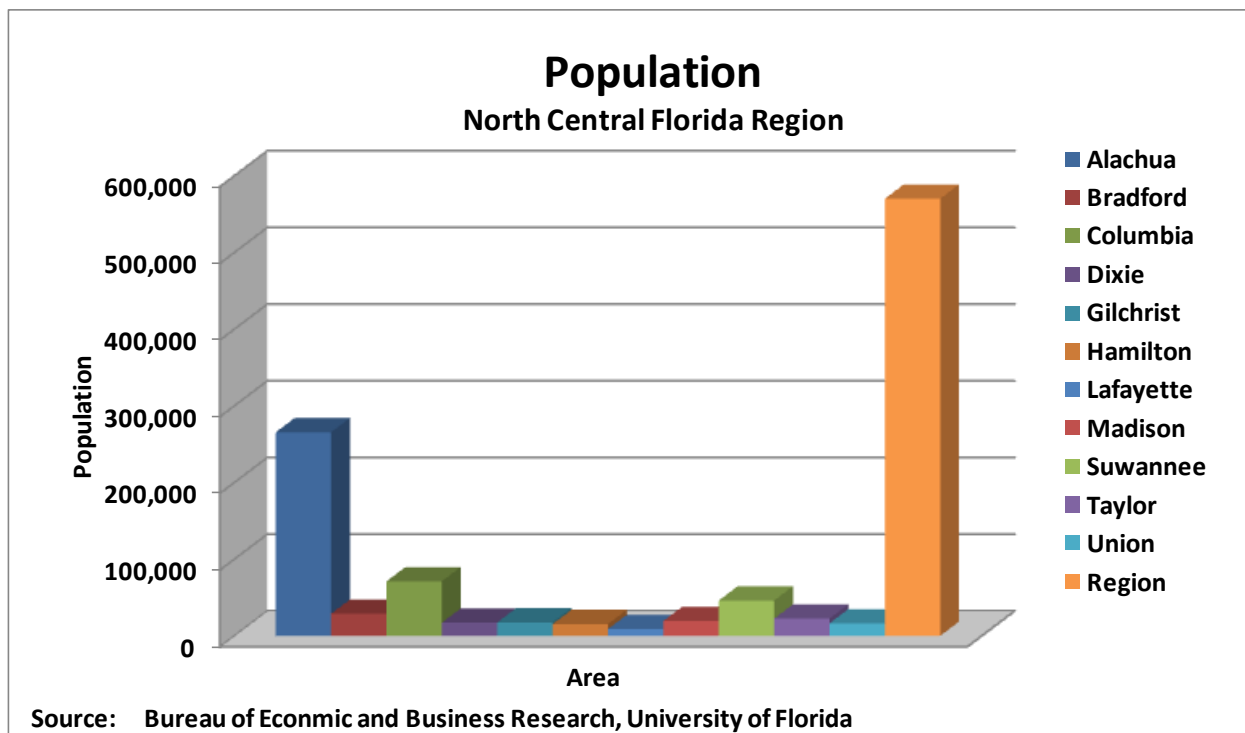 Population
North Central Florida Region
600,000
500,000
400,000
300,000
200,000
100,000
0
Population
Area
Alachua
Bradford
Columbia
Dixie
Gilchrist
Hamilton
Lafayette
Madison
Suwannee
Taylor
Union
Region
Source: Bureau of Econmic and Business Research, University of Florida